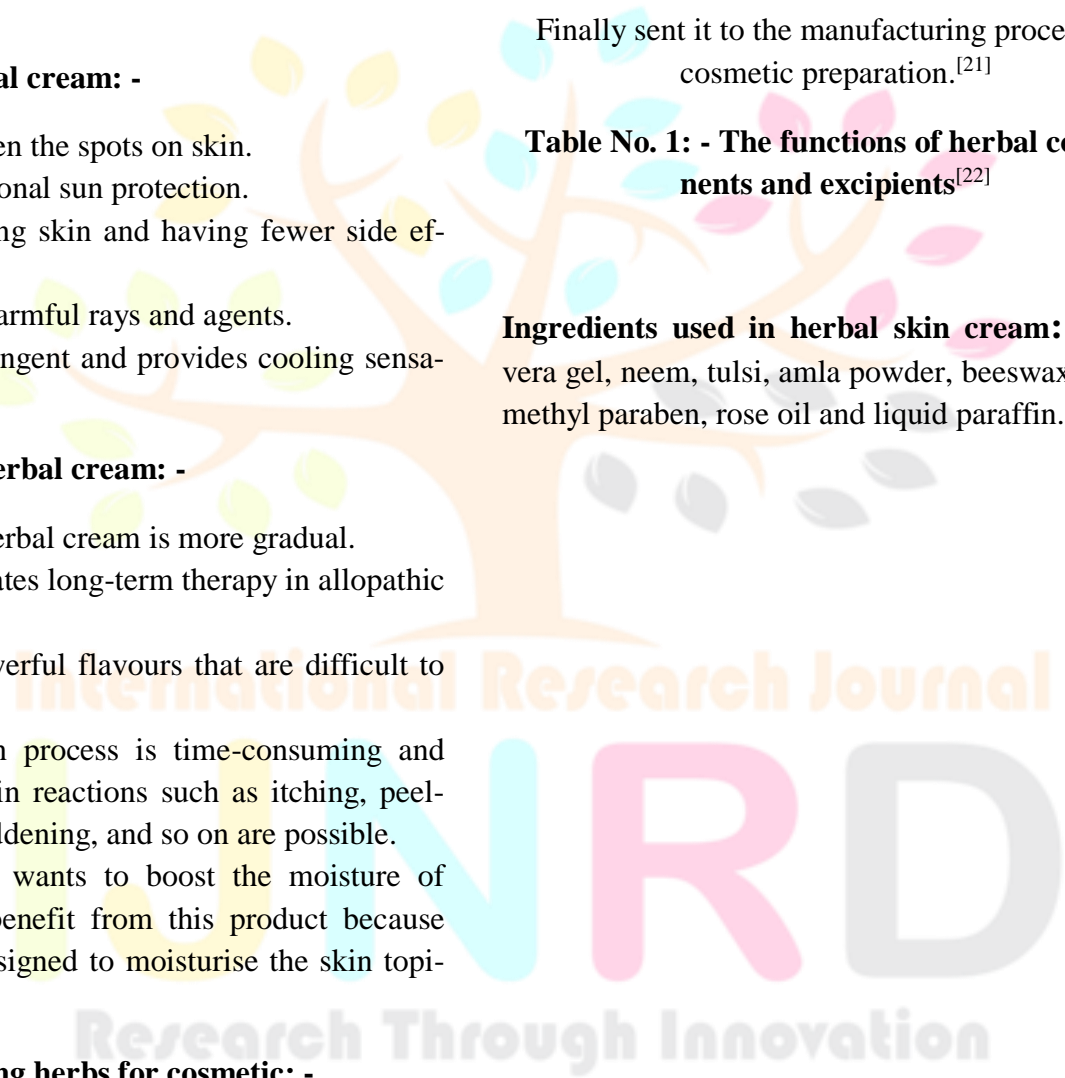 al cream: -
en the spots on skin.
onal sun protection.
ng skin and having fewer side ef-
armful rays and agents.
ngent and provides cooling sensa-
erbal cream: -
erbal cream is more gradual.
ates long-term therapy in allopathic
verful flavours that are difficult to
n process is time-consuming and
in reactions such as itching, peel-
ddening, and so on are possible.
wants to boost the moisture of
benefit from this product because
signed to moisturise the skin topi-
ng herbs for cosmetic: -
Finally sent it to the manufacturing proce
cosmetic preparation.[21]
Table No. 1: - The functions of herbal co
nents and excipients[22]
Ingredients used in herbal skin cream:
vera gel, neem, tulsi, amla powder, beeswax
methyl paraben, rose oil and liquid paraffin.
International Research Journal
IJNRD
Research Through Innovation